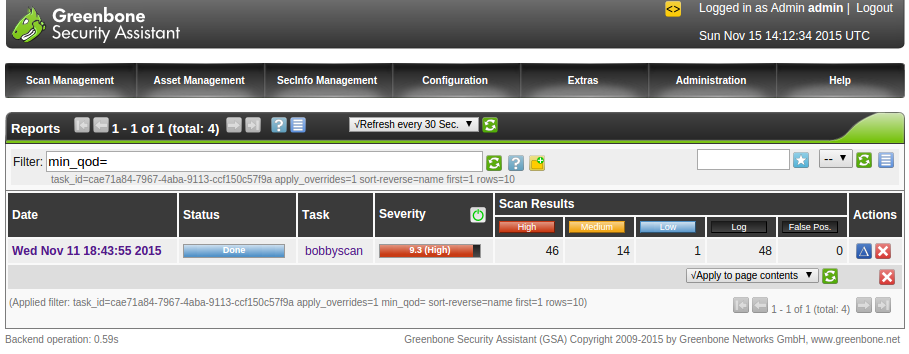 Greenbone
Security Assistant
<> Logged in as Admin admin | Logout
Sun Nov 15 14:12:34 2015 UTC
Scan Management Asset Management SecInfo Management Configuration Extras Administration Help
Reports 1 - 1 of 1 (total: 4) ? √Refresh every 30 Sec.
Filter: min_qod= ? --
task_id=cae71a84-7967-4aba-9113-ccf150c57f9a apply_overrides=1 sort-reverse=name first=1 rows=10
Date Status Task Severity Scan Results Actions
High Medium Low Log False Pos.
Wed Nov 11 18:43:55 2015 Done bobbyscan 9.3 (High) 46 14 1 48 0 Δ
√Apply to page contents
(Applied filter: task_id=cae71a84-7967-4aba-9113-ccf150c57f9a apply_overrides=1 min_qod= sort-reverse=name first=1 rows=10) 1 - 1 of 1 (total: 4)
Backend operation: 0.59s Greenbone Security Assistant (GSA) Copyright 2009-2015 by Greenbone Networks GmbH, www.greenbone.net